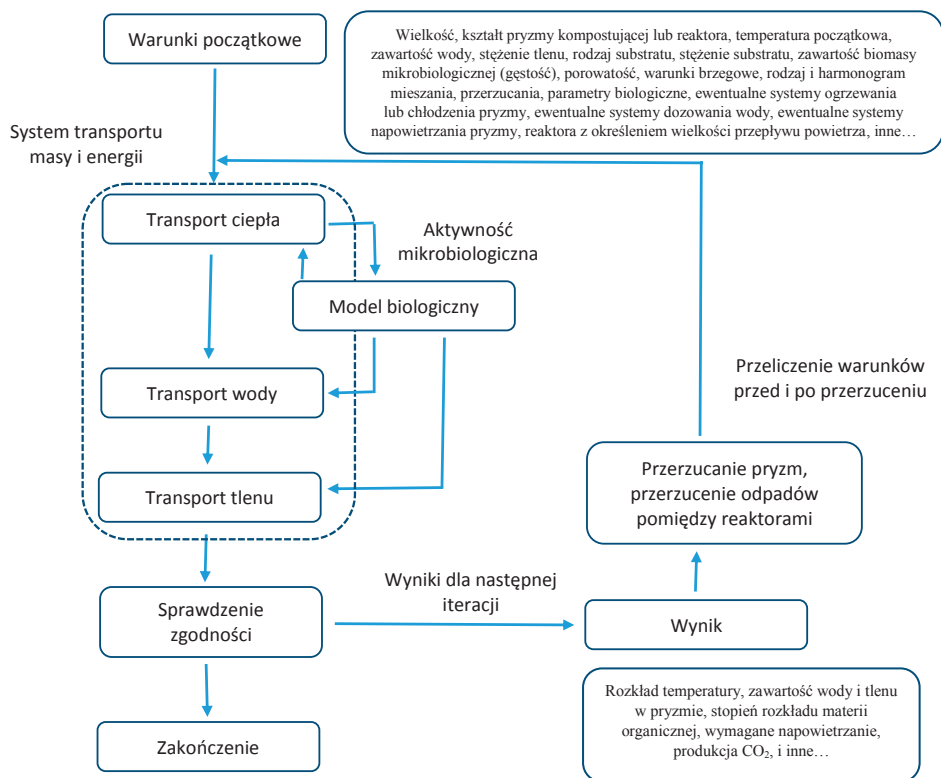 Warunki początkowe
Wielkość, kształt pryzmy kompostującej lub reaktora, temperatura początkowa,
zawartość wody, stężenie tlenu, rodzaj substratu, stężenie substratu, zawartość biomasy
mikrobiologicznej (gęstość), porowatość, warunki brzegowe, rodzaj i harmonogram
mieszania, przerzucania, parametry biologiczne, ewentualne systemy ogrzewania
lub chłodzenia pryzmy, ewentualne systemy dozowania wody, ewentualne systemy
napowietrzania pryzmy, reaktora z określeniem wielkości przepływu powietrza, inne…
System transportu
masy i energii
Transport ciepła
Aktywność
mikrobiologiczna
Model biologiczny
Transport wody
Transport tlenu
Przeliczenie warunków
przed i po przerzuceniu
Przerzucanie pryzm,
przerzucenie odpadów
pomiędzy reaktorami
Sprawdzenie
zgodności
Wyniki dla następnej
iteracji
Wynik
Zakończenie
Rozkład temperatury, zawartość wody i tlenu
w pryzmie, stopień rozkładu materii
organicznej, wymagane napowietrzanie,
produkcja CO₂, i inne…